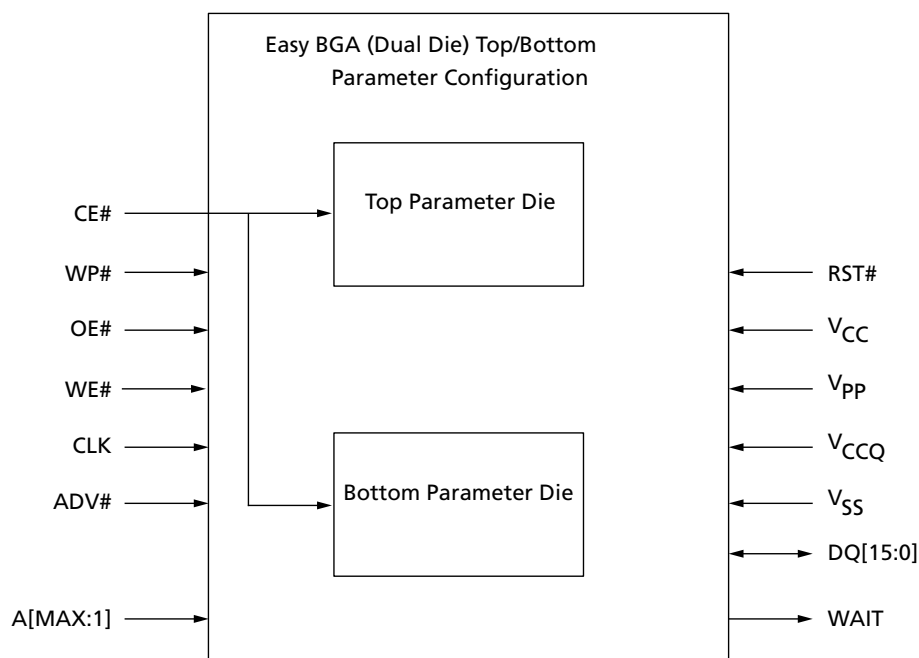 Easy BGA (Dual Die) Top/Bottom
Parameter Configuration
Top Parameter Die
Bottom Parameter Die
CE#
WP#
OE#
WE#
CLK
ADV#
A[MAX:1]
RST#
VCC
VPP
VCCQ
VSS
DQ[15:0]
WAIT